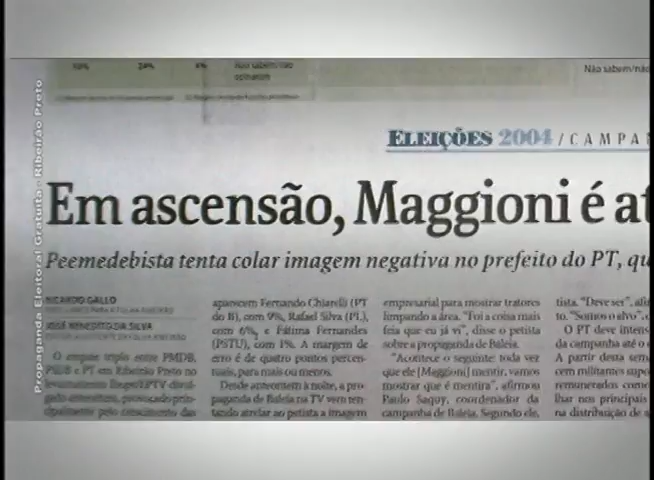 10%
24%
4%
Não sabem/não
opinaram
Não sabem/não
ELEIÇÕES 2004 / CAMPA
Em ascensão, Maggioni é at
Peemedebista tenta colar imagem negativa no prefeito do PT, qu
RICARDO GALLO
JOSÉ BENEDITO DA SILVA
O empate triplo entre PMDB,
PSDB e PT em Ribeirão Preto no
levantamento Ibope/EPTV divul-
gado anteontem, provocado prin-
cipalmente pelo crescimento das
aparecem Fernando Chiarelli (PT
do B), com 9%, Rafael Silva (PL),
com 6%, e Fátima Fernandes
(PSTU), com 1%. A margem de
erro é de quatro pontos percen-
tuais, para mais ou menos.
Desde anteontem à noite, a pro-
paganda de Baleia na TV vem ten-
tando atrelar ao petista a imagem
empresarial para mostrar tratores
limpando a área. "Foi a coisa mais
feia que eu já vi", disse o petista
sobre a propaganda de Baleia.
"Acontece o seguinte: toda vez
que ele [Maggioni] mentir, vamos
mostrar que é mentira", afirmou
Paulo Saquy, coordenador da
campanha de Baleia. Segundo ele,
tista. "Deve ser", afi
to. "Somos o alvo".
O PT deve intens
da campanha até o
A partir desta sem
cem militantes sup
remunerados come
lhar nos principais
na distribuição de s
Propaganda Eleitoral Gratuita - Ribeirão Preto